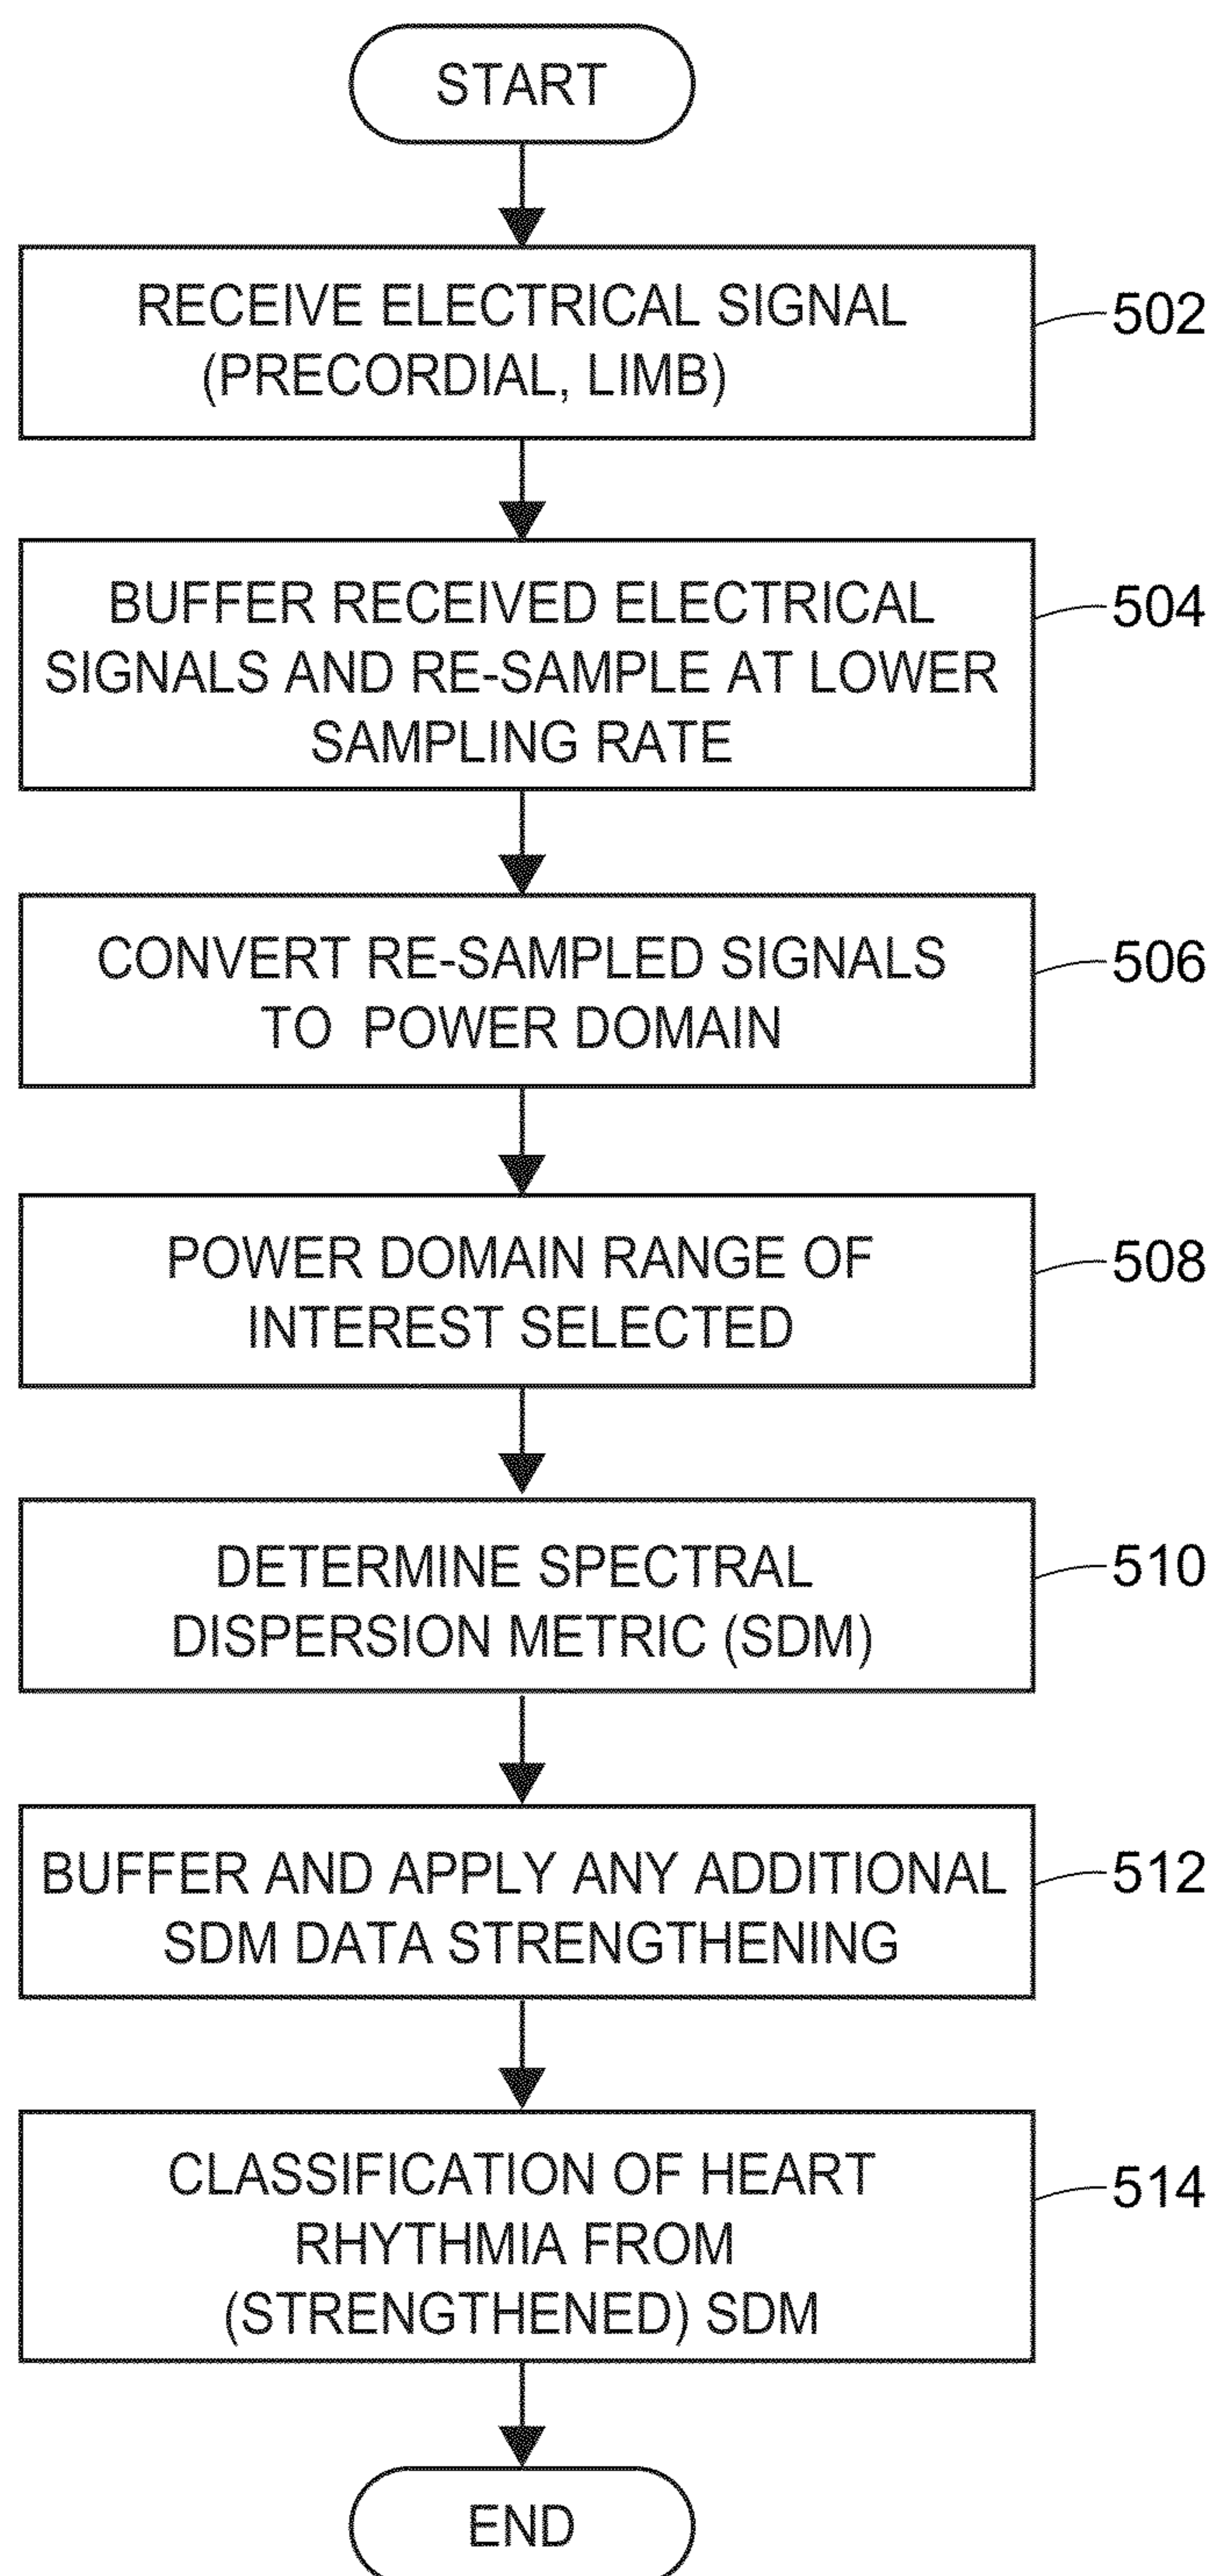 START
RECEIVE ELECTRICAL SIGNAL
(PRECORDIAL, LIMB)
502
BUFFER RECEIVED ELECTRICAL
SIGNALS AND RE-SAMPLE AT LOWER
SAMPLING RATE
504
CONVERT RE-SAMPLED SIGNALS
TO POWER DOMAIN
506
POWER DOMAIN RANGE OF
INTEREST SELECTED
508
DETERMINE SPECTRAL
DISPERSION METRIC (SDM)
510
BUFFER AND APPLY ANY ADDITIONAL
SDM DATA STRENGTHENING
512
CLASSIFICATION OF HEART
RHYTHMIA FROM
(STRENGTHENED) SDM
514
END